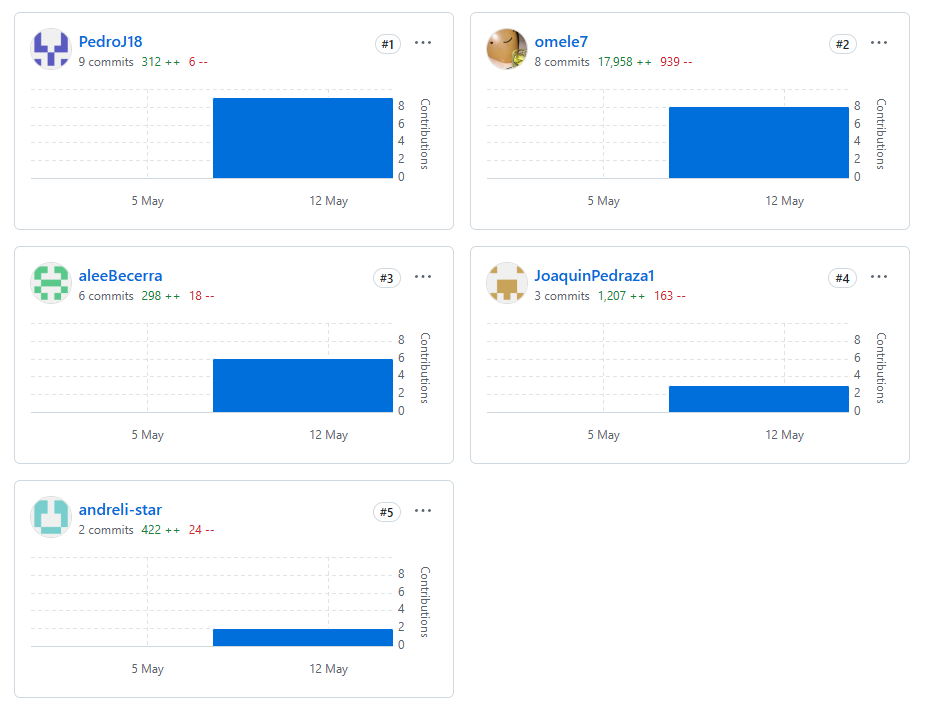 PedroJ18
#1
9 commits 312 ++ 6 --
8
6
4
2
0
Contributions
5 May
12 May
omele7
#2
8 commits 17,958 ++ 939 --
8
6
4
2
0
Contributions
5 May
12 May
aleeBecerra
#3
6 commits 298 ++ 18 --
8
6
4
2
0
Contributions
5 May
12 May
JoaquinPedraza1
#4
3 commits 1,207 ++ 163 --
8
6
4
2
0
Contributions
5 May
12 May
andreli-star
#5
2 commits 422 ++ 24 --
8
6
4
2
0
Contributions
5 May
12 May